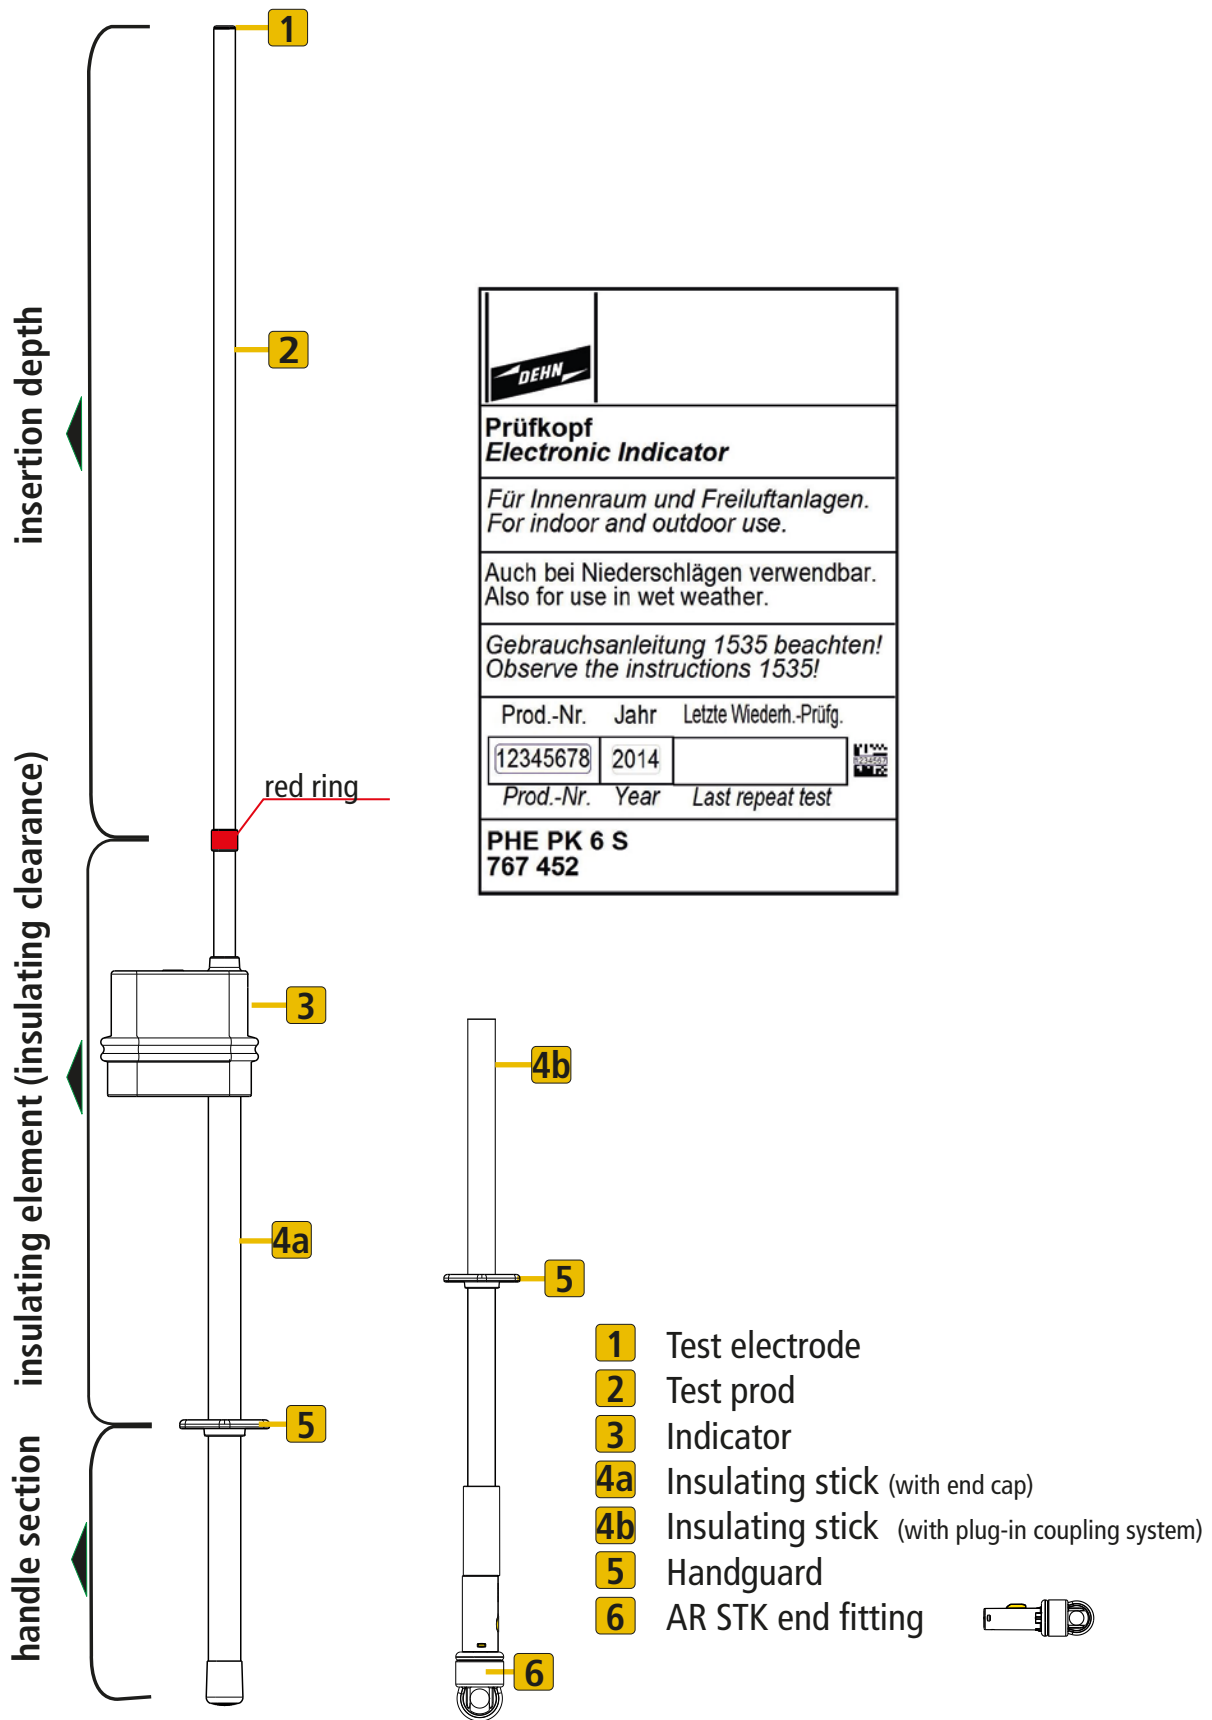 1
2
insertion depth
red ring
insulating element (insulating clearance)
3
4a
5
handle section
4b
5
6
DEHN
Prüfkopf
Electronic Indicator
Für Innenraum und Freiluftanlagen.
For indoor and outdoor use.
Auch bei Niederschlägen verwendbar.
Also for use in wet weather.
Gebrauchsanleitung 1535 beachten!
Observe the instructions 1535!
Prod.-Nr. Jahr Letzte Wiederh.-Prüfg.
12345678 2014
Prod.-Nr. Year Last repeat test
PHE PK 6 S
767 452
1 Test electrode
2 Test prod
3 Indicator
4a Insulating stick (with end cap)
4b Insulating stick (with plug-in coupling system)
5 Handguard
6 AR STK end fitting